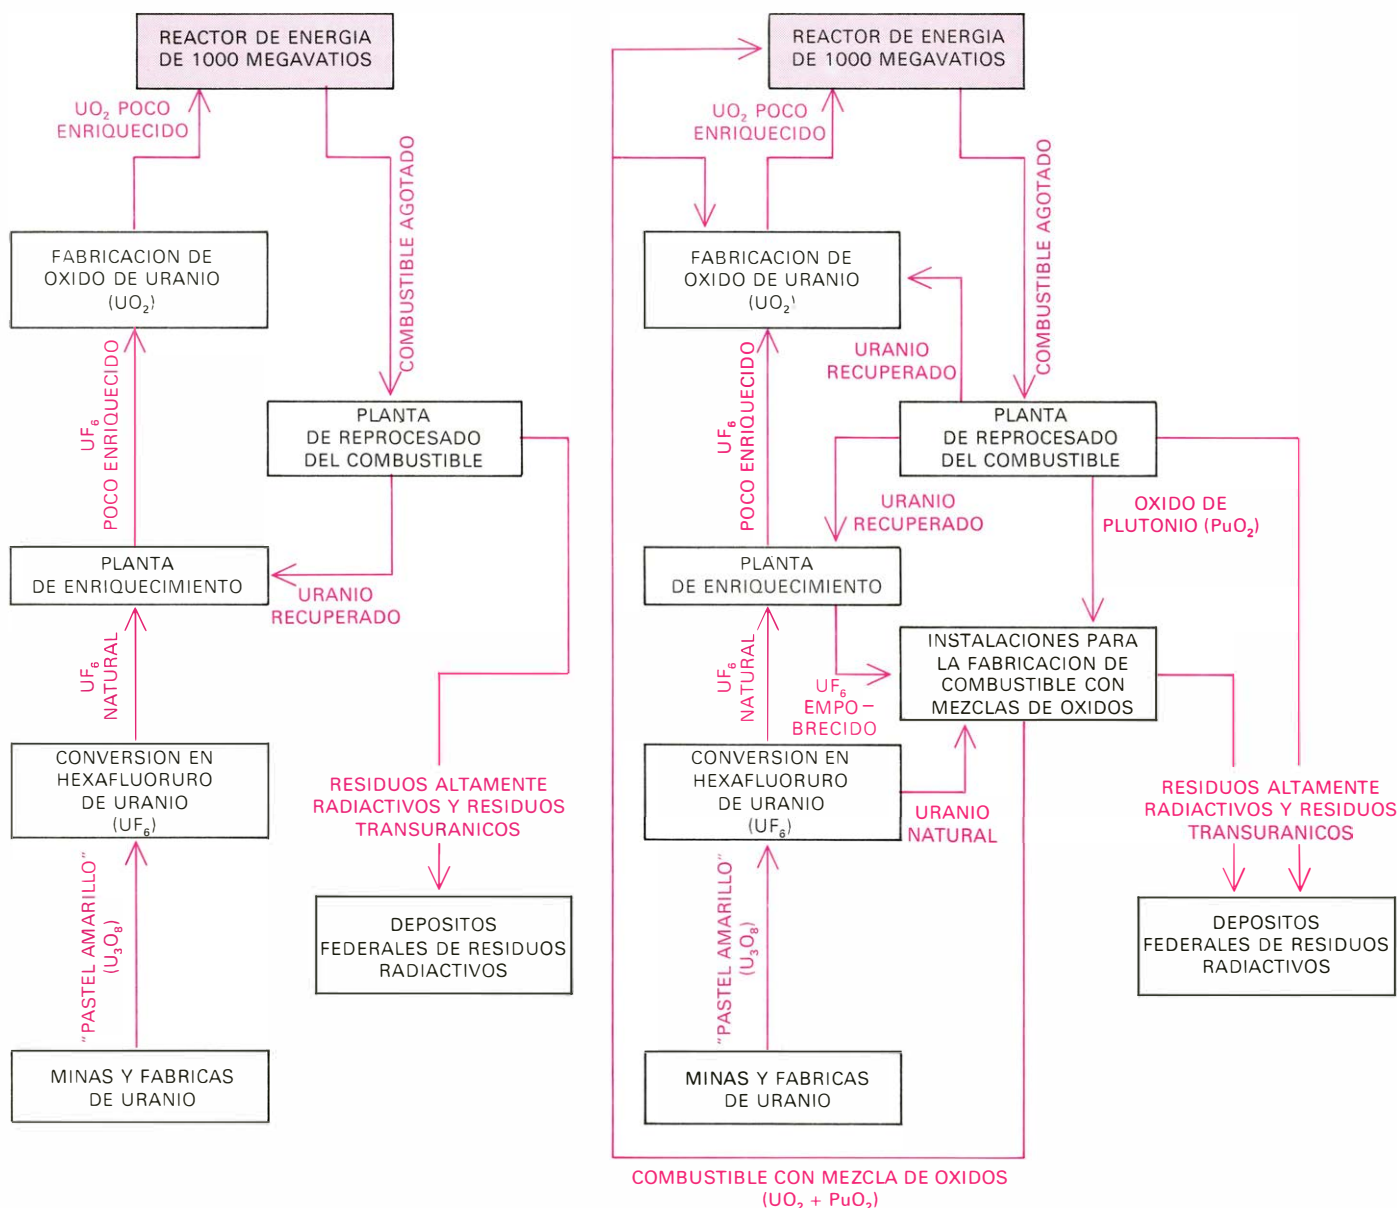 REACTOR DE ENERGIA
DE 1000 MEGAVATIOS
UO₂ POCO
ENRIQUECIDO
COMBUSTIBLE AGOTADO
FABRICACION DE
OXIDO DE URANIO
(UO₂)
UF₆
POCO ENRIQUECIDO
PLANTA
DE REPROCESADO
DEL COMBUSTIBLE
PLANTA
DE ENRIQUECIMIENTO
URANIO
RECUPERADO
UF₆
NATURAL
CONVERSION EN
HEXAFLUORURO
DE URANIO
(UF₆)
RESIDUOS ALTAMENTE
RADIACTIVOS Y RESIDUOS
TRANSURANICOS
"PASTEL AMARILLO"
(U₃O₈)
DEPOSITOS
FEDERALES DE RESIDUOS
RADIACTIVOS
MINAS Y FABRICAS
DE URANIO
REACTOR DE ENERGIA
DE 1000 MEGAVATIOS
UO₂ POCO
ENRIQUECIDO
COMBUSTIBLE AGOTADO
FABRICACION DE
OXIDO DE URANIO
(UO₂)
URANIO
RECUPERADO
UF₆
POCO ENRIQUECIDO
PLANTA
DE REPROCESADO
DEL COMBUSTIBLE
URANIO
RECUPERADO
OXIDO DE
PLUTONIO (PuO₂)
PLANTA
DE ENRIQUECIMIENTO
INSTALACIONES PARA
LA FABRICACION DE
COMBUSTIBLE CON
MEZCLAS DE OXIDOS
UF₆
NATURAL
UF₆
EMPO–
BRECIDO
CONVERSION EN
HEXAFLUORURO
DE URANIO
(UF₆)
URANIO
NATURAL
RESIDUOS ALTAMENTE
RADIACTIVOS Y RESIDUOS
TRANSURANICOS
"PASTEL AMARILLO"
(U₃O₈)
DEPOSITOS
FEDERALES DE RESIDUOS
RADIACTIVOS
MINAS Y FABRICAS
DE URANIO
COMBUSTIBLE CON MEZCLA DE OXIDOS
(UO₂ + PuO₂)